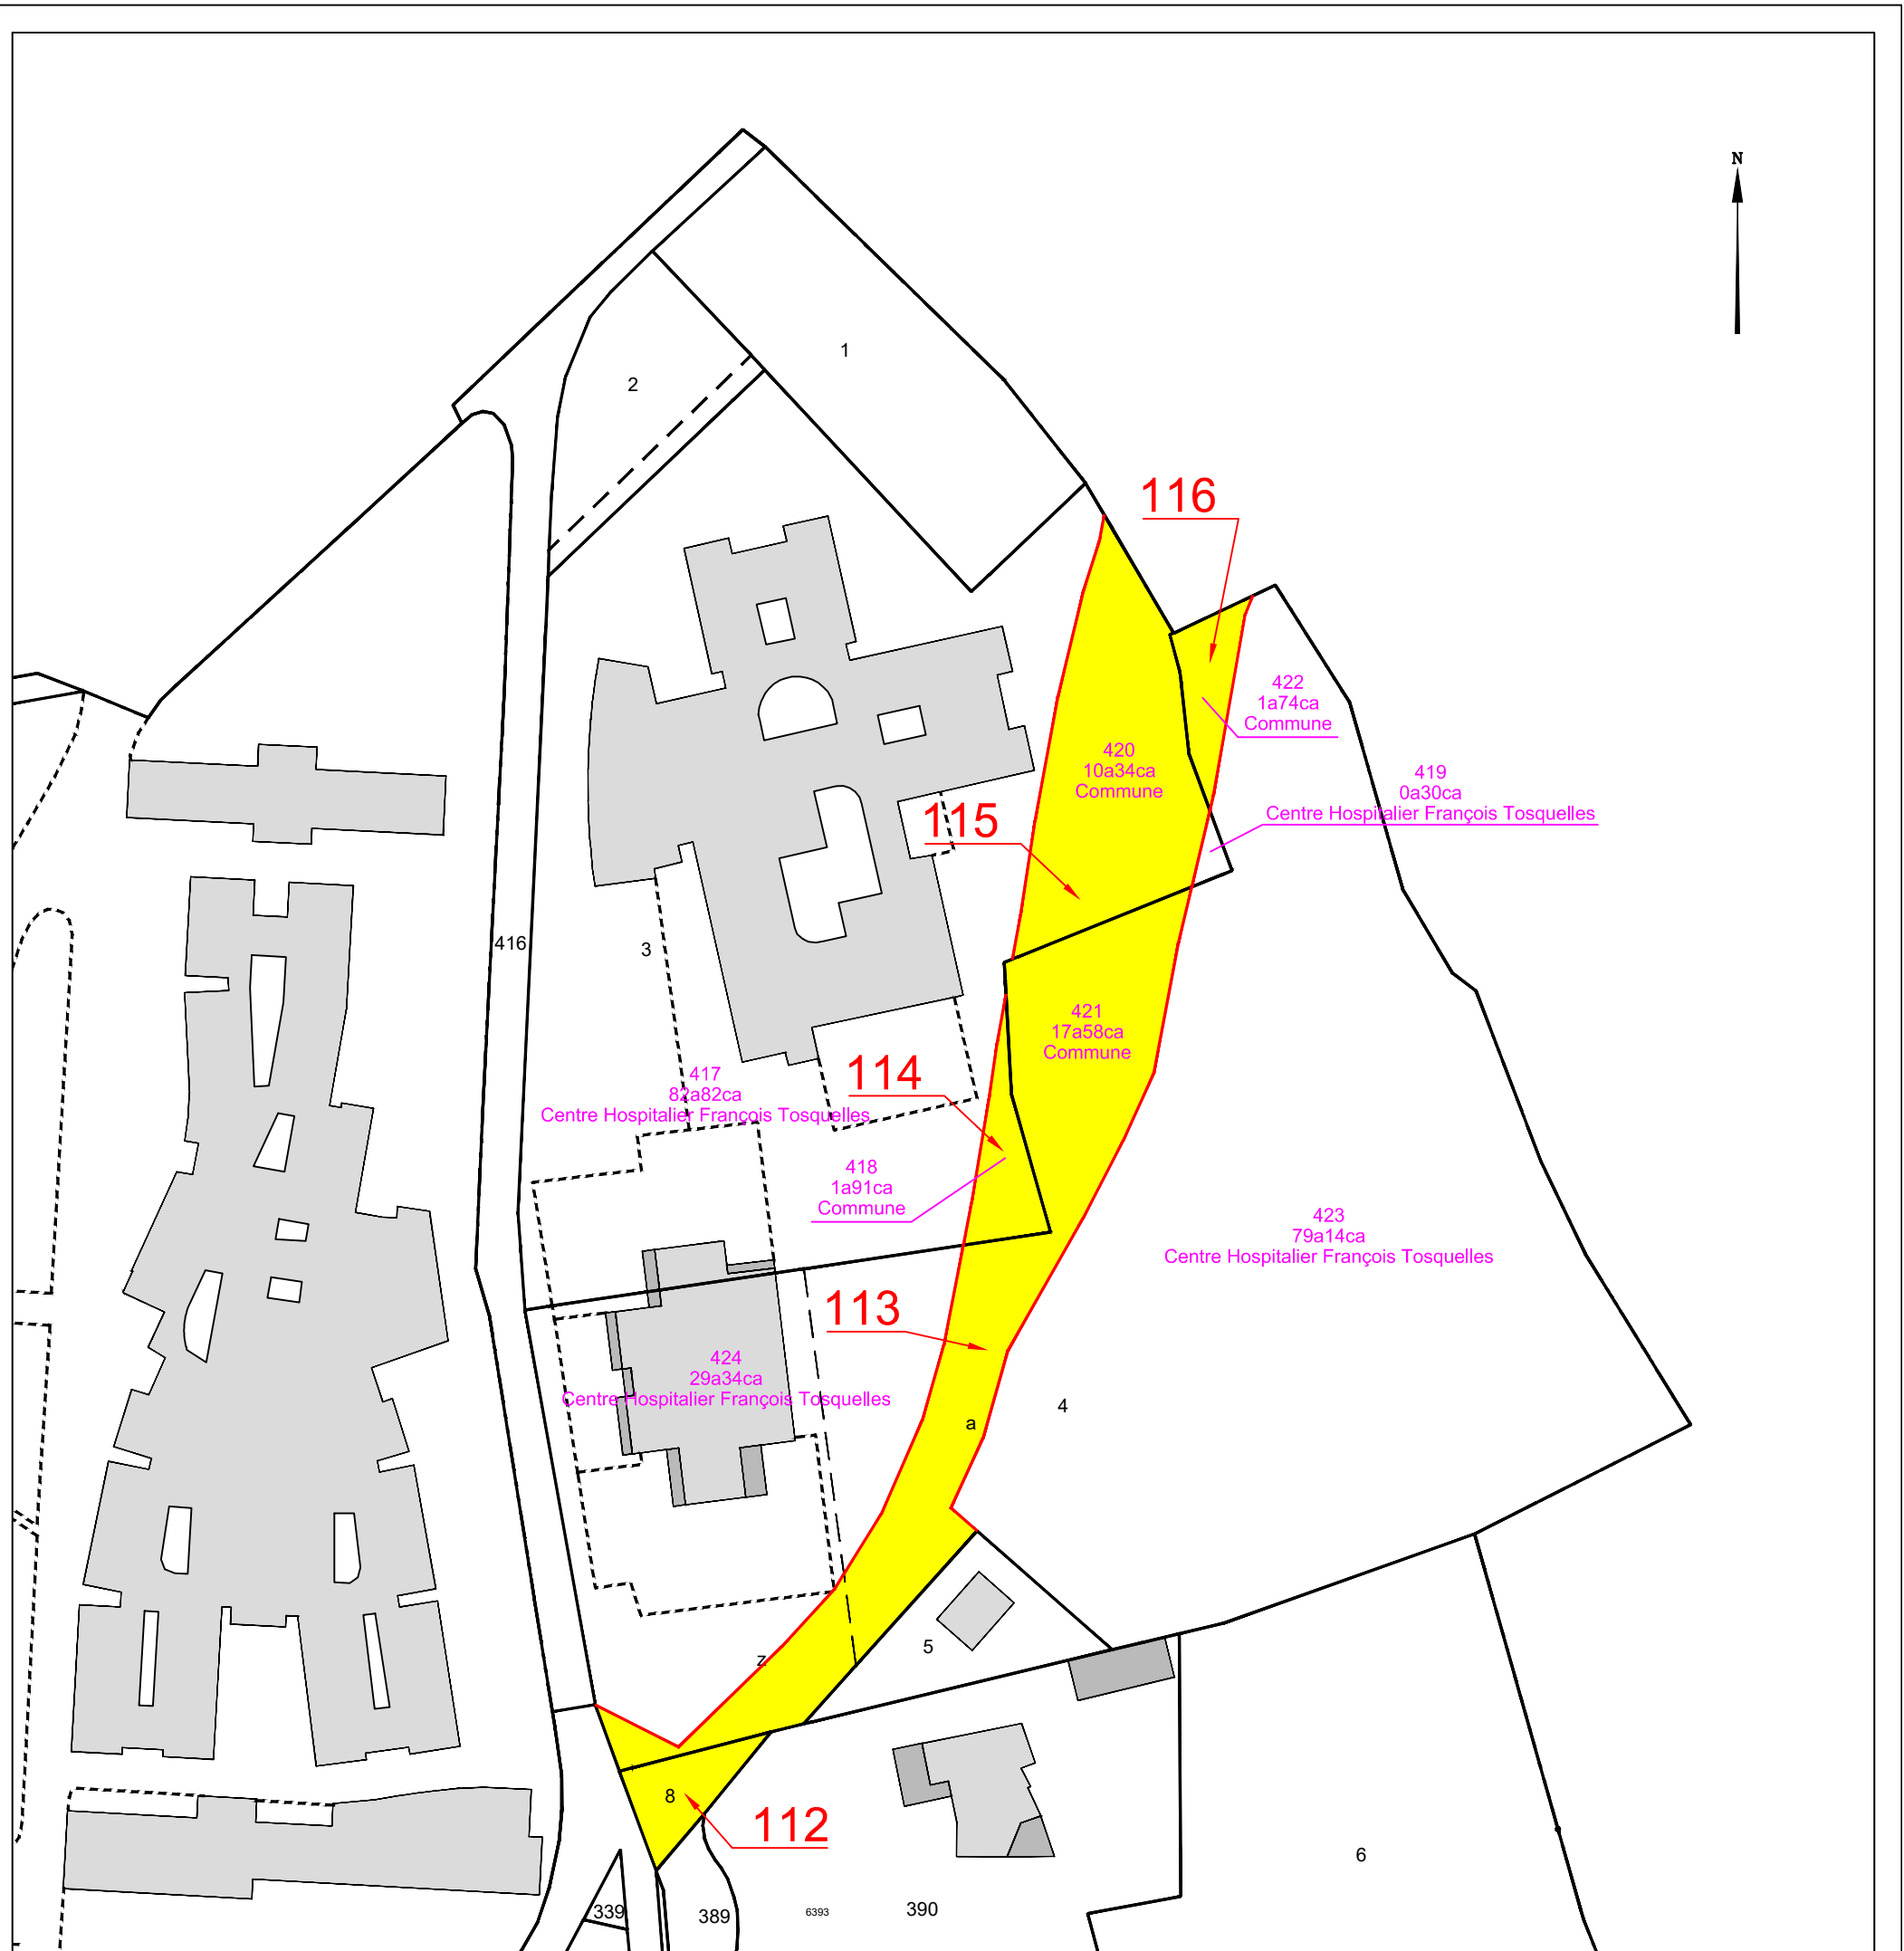 N
1
2
116
422
1a74ca
Commune
420
10a34ca
Commune
419
0a30ca
Centre Hospitalier François Tosquelles
115
416
3
421
17a58ca
Commune
417
82a82ca
Centre Hospitalier François Tosquelles
114
418
1a91ca
Commune
423
79a14ca
Centre Hospitalier François Tosquelles
113
424
29a34ca
Centre Hospitalier François Tosquelles
a
4
z
5
8
112
6
339
389
6393
390